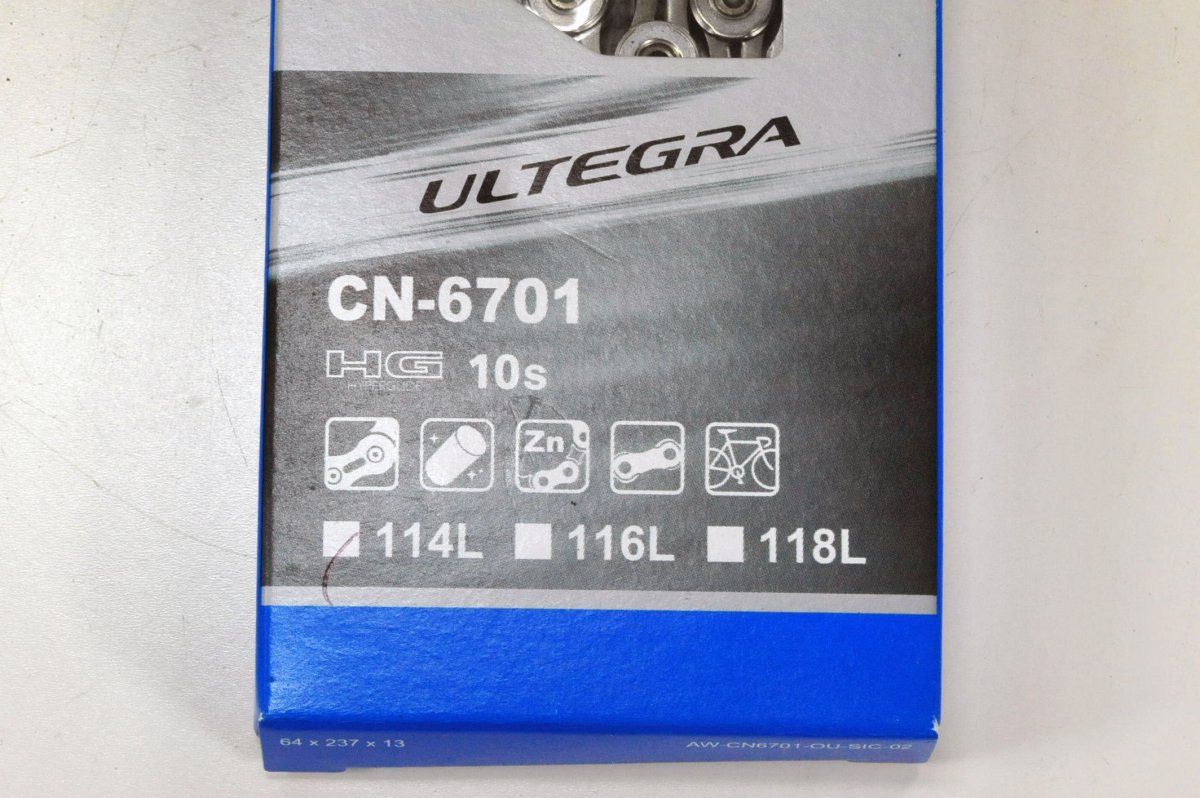 ULTEGRA
CN-6701
HG 10s
HYPERGLIDE
Zn
114L 116L 118L
64 x 237 x 13 AW-CN6701-OU-SIC-02